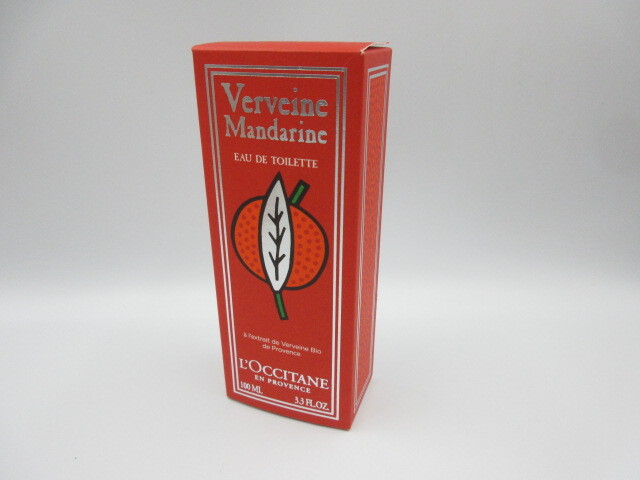 Verveine
Mandarine
EAU DE TOILETTE
à l'extrait de Verveine Bio
de Provence
L'OCCITANE
EN PROVENCE
100 ML
3.3 FL.OZ.